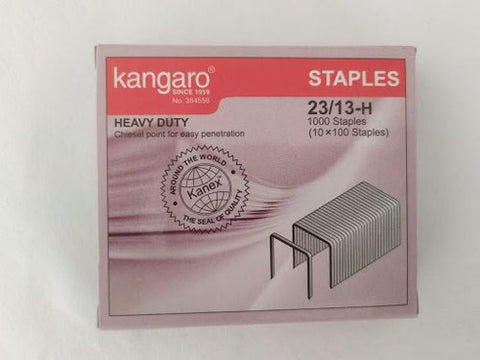 kangaro®
SINCE 1959
No. 384556
STAPLES
HEAVY DUTY
Chiesel point for easy penetration
23/13-H
1000 Staples
(10×100 Staples)
AROUND THE WORLD
Kanex
THE SEAL OF QUALITY